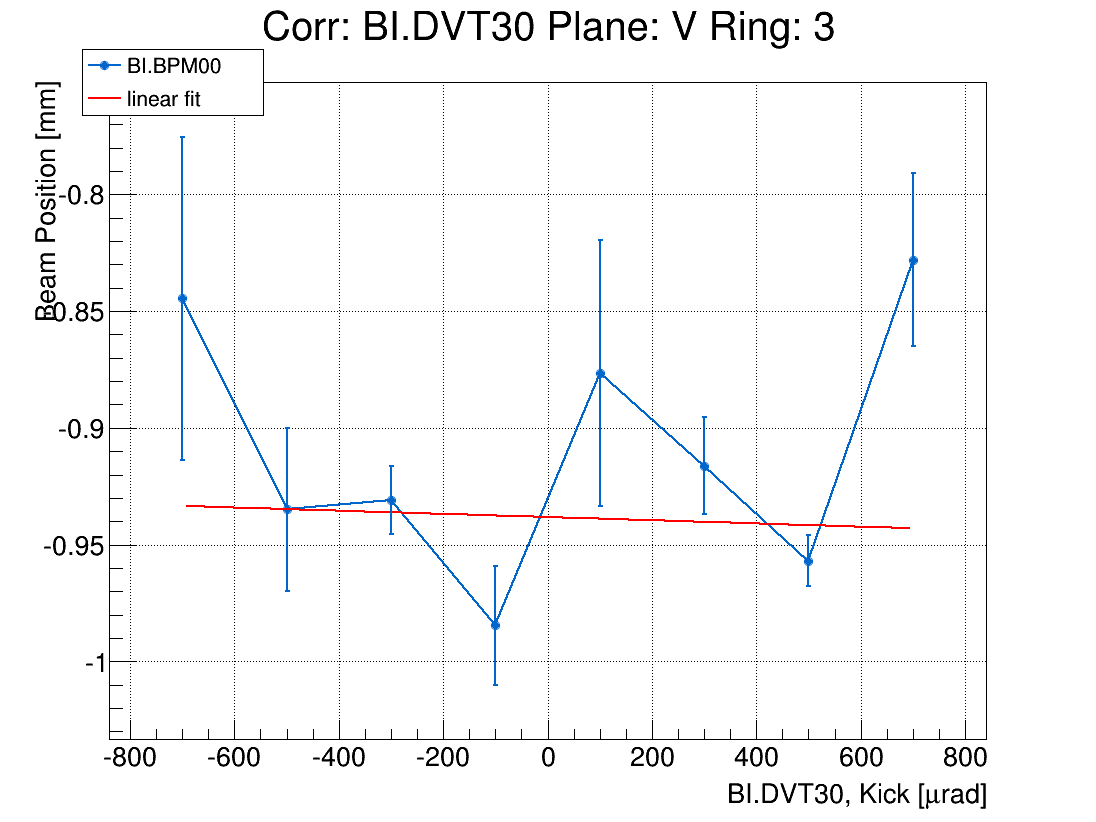 Corr: BI.DVT30 Plane: V Ring: 3
BI.BPM00
linear fit
Beam Position [mm]
-0.8
-0.85
-0.9
-0.95
-1
-800 -600 -400 -200 0 200 400 600 800
BI.DVT30, Kick [μrad]